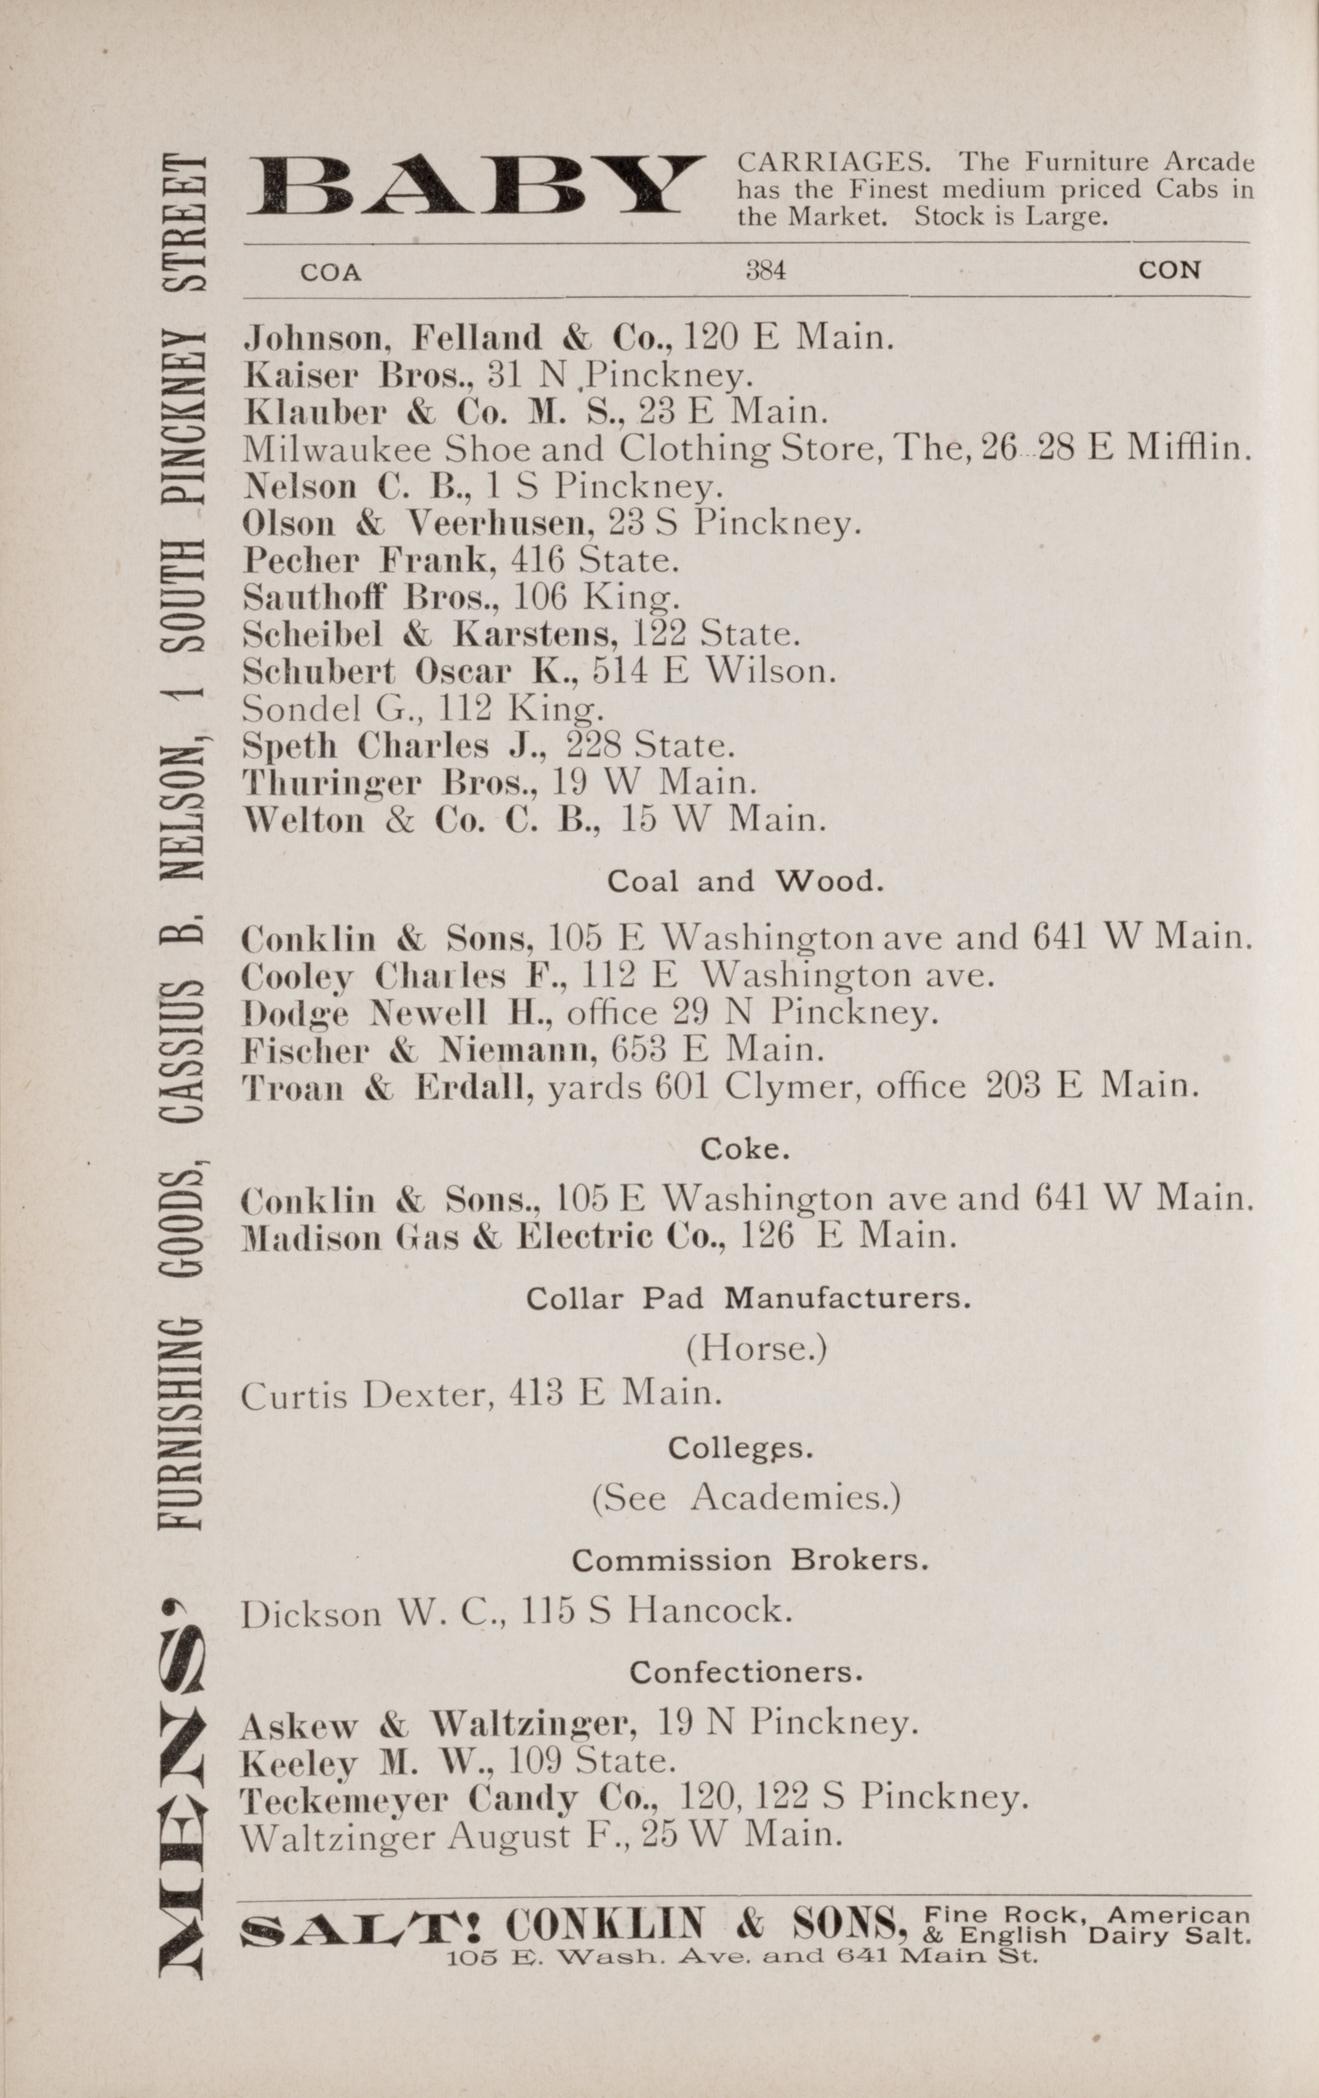 BABY CARRIAGES. The Furniture Arcade
has the Finest medium priced Cabs in
the Market. Stock is Large.
COA 384 CON
Johnson, Felland & Co., 120 E Main.
Kaiser Bros., 31 N Pinckney.
Klauber & Co. M. S., 23 E Main.
Milwaukee Shoe and Clothing Store, The, 26-28 E Mifflin.
Nelson C. B., 1 S Pinckney.
Olson & Veerhusen, 23 S Pinckney.
Pecher Frank, 416 State.
Sauthoff Bros., 106 King.
Scheibel & Karstens, 122 State.
Schubert Oscar K., 514 E Wilson.
Sondel G., 112 King.
Speth Charles J., 228 State.
Thuringer Bros., 19 W Main.
Welton & Co. C. B., 15 W Main.
Coal and Wood.
Conklin & Sons, 105 E Washington ave and 641 W Main.
Cooley Charles F., 112 E Washington ave.
Dodge Newell H., office 29 N Pinckney.
Fischer & Niemann, 653 E Main.
Troan & Erdall, yards 601 Clymer, office 203 E Main.
Coke.
Conklin & Sons., 105 E Washington ave and 641 W Main.
Madison Gas & Electric Co., 126 E Main.
Collar Pad Manufacturers.
(Horse.)
Curtis Dexter, 413 E Main.
Colleges.
(See Academies.)
Commission Brokers.
Dickson W. C., 115 S Hancock.
Confectioners.
Askew & Waltzinger, 19 N Pinckney.
Keeley M. W., 109 State.
Teckemeyer Candy Co., 120, 122 S Pinckney.
Waltzinger August F., 25 W Main.
SALT! CONKLIN & SONS, Fine Rock, American
& English Dairy Salt.
105 E. Wash. Ave. and 641 Main St.
MENS' FURNISHING GOODS, CASSIUS B. NELSON, 1 SOUTH PINCKNEY STREET